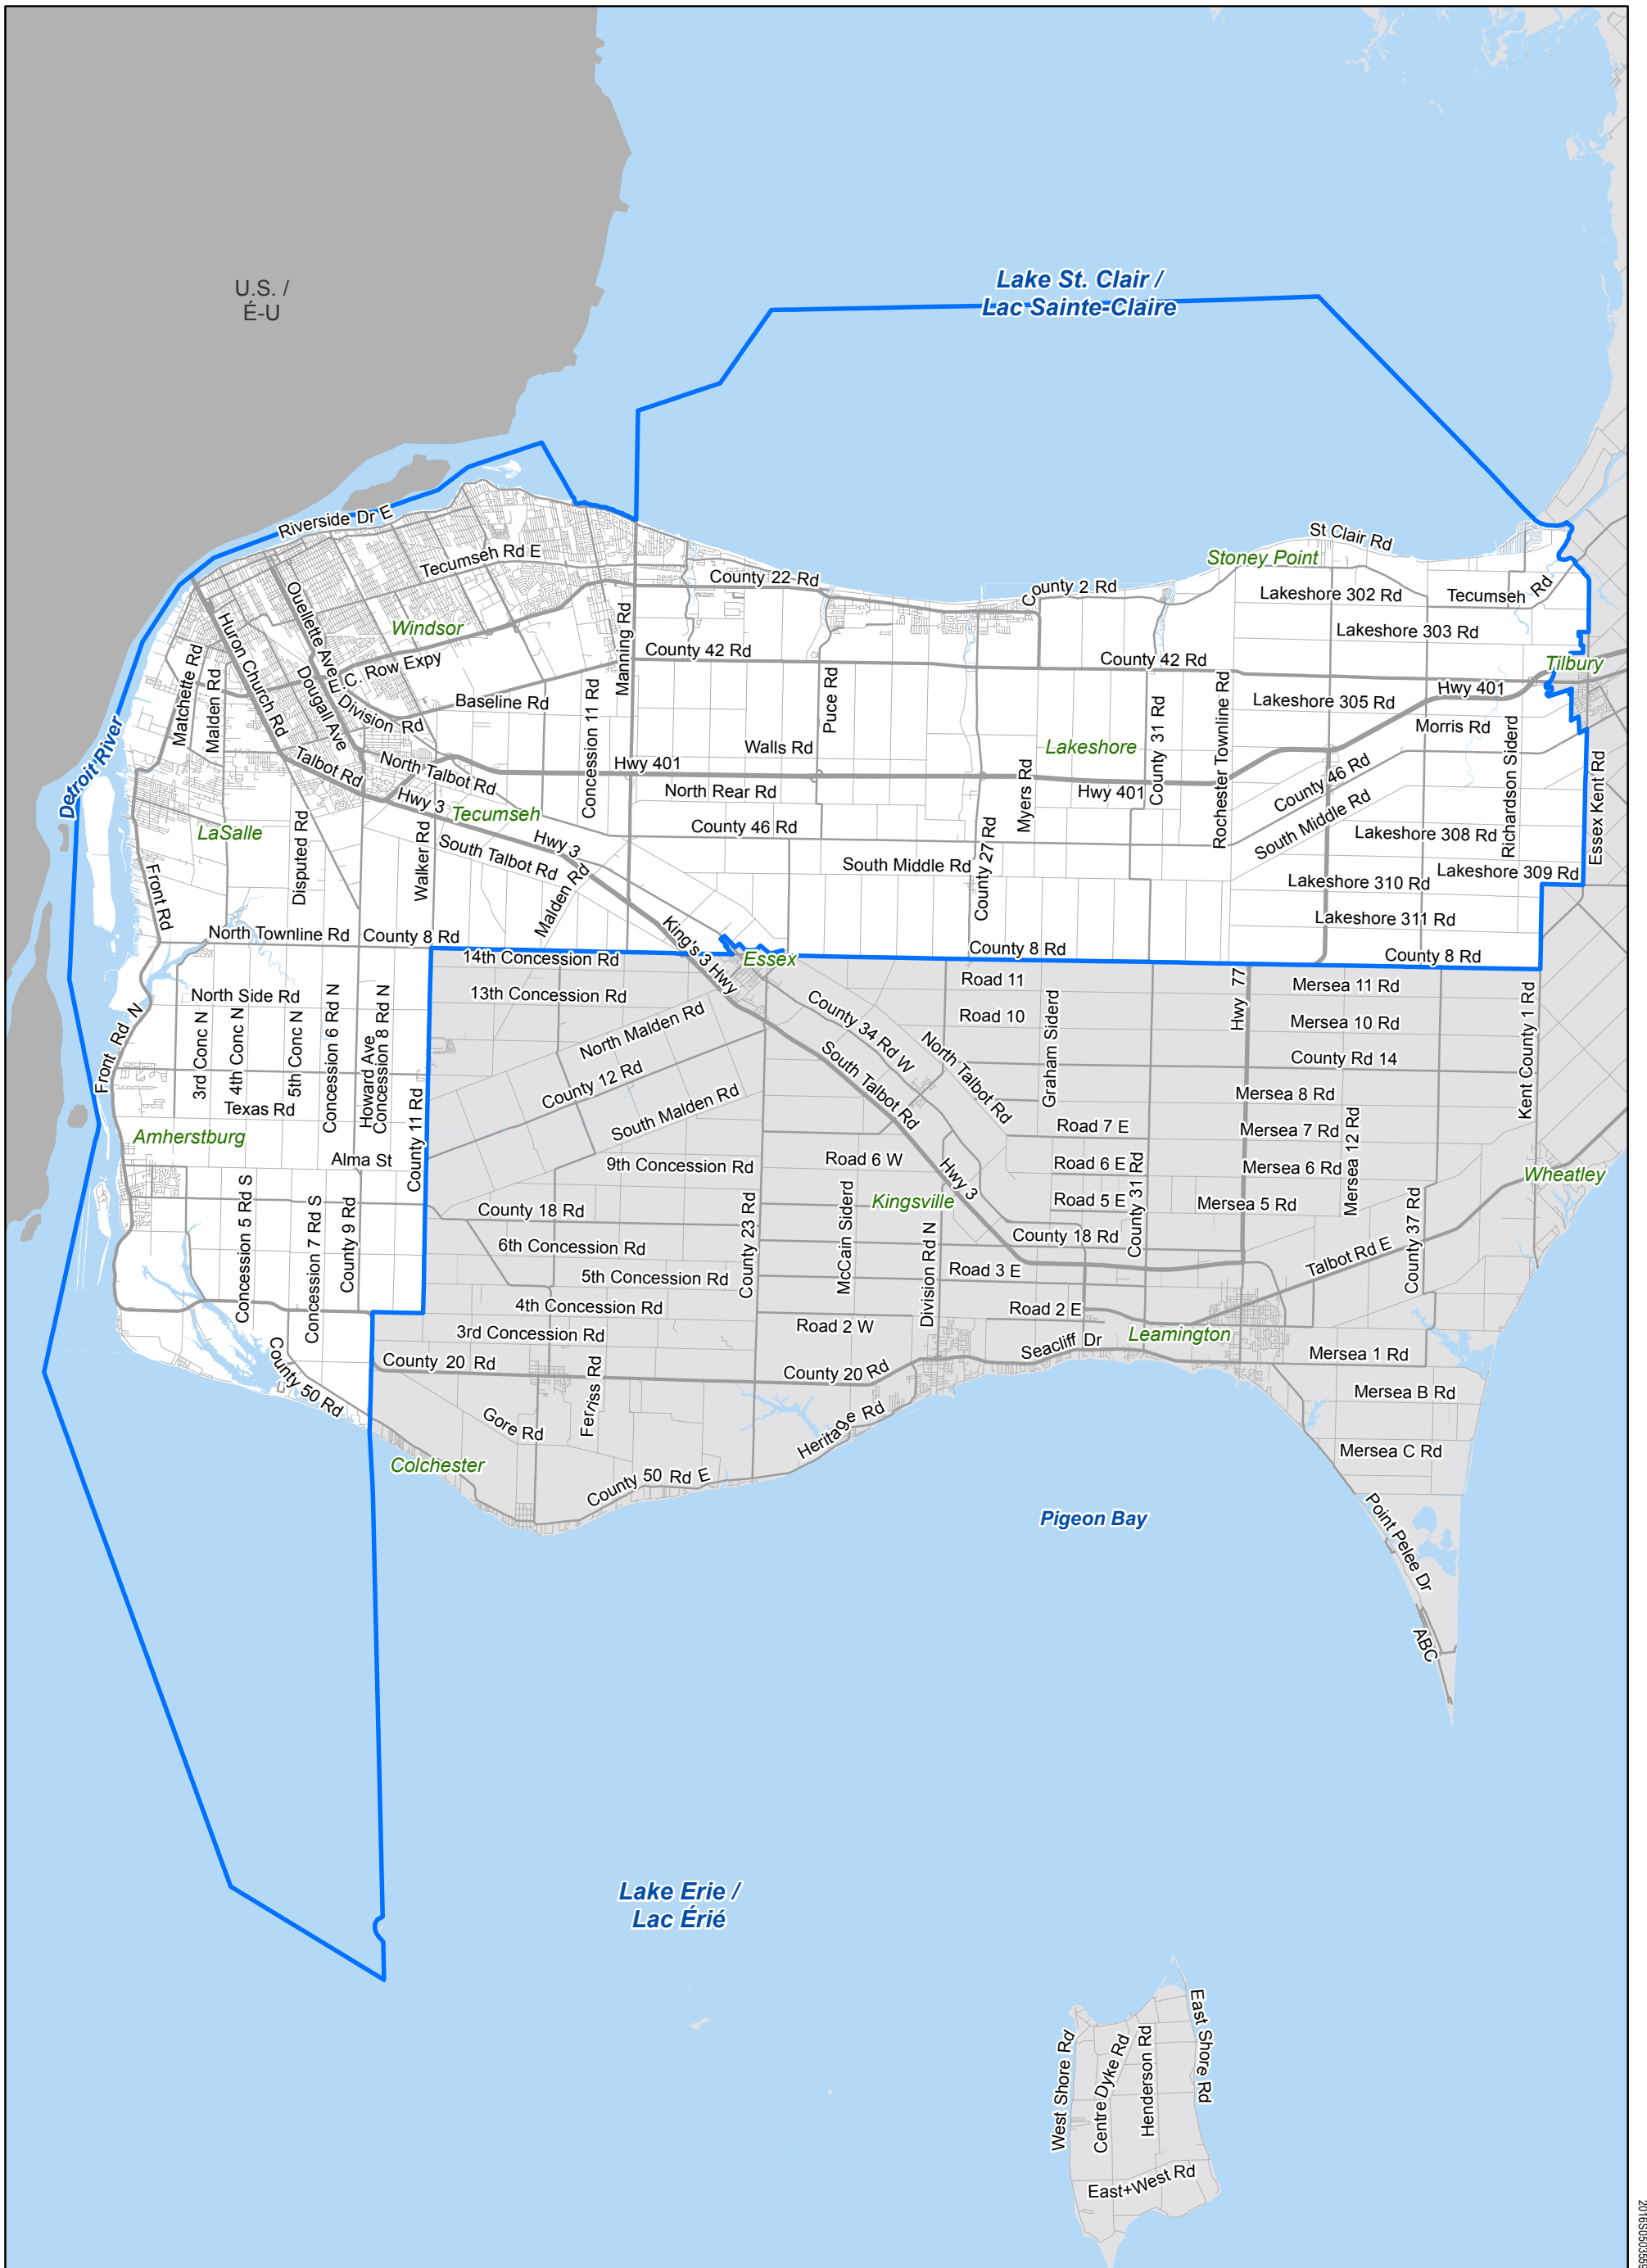 U.S. /
É-U
Lake St. Clair /
Lac Sainte-Claire
Riverside Dr E
Tecumseh Rd E
Ouellette Ave
Huron Church Rd
Windsor
E. C. Row Expy
Dougall Ave
Division Rd
Matchette Rd
Malden Rd
Baseline Rd
Concession 11 Rd
Manning Rd
County 22 Rd
County 2 Rd
Stoney Point
St Clair Rd
Lakeshore 302 Rd
Tecumseh Rd
Lakeshore 303 Rd
County 42 Rd
County 42 Rd
Tilbury
Hwy 401
Lakeshore 305 Rd
Morris Rd
Puce Rd
Walls Rd
Lakeshore
County 31 Rd
Rochester Townline Rd
Richardson Siderd
Essex Kent Rd
Detroit River
Talbot Rd
North Talbot Rd
Hwy 401
North Rear Rd
Myers Rd
Hwy 401
County 46 Rd
South Middle Rd
Hwy 3
Tecumseh
LaSalle
Disputed Rd
Walker Rd
Hwy 3
South Talbot Rd
Malden Rd
County 46 Rd
South Middle Rd
County 27 Rd
Lakeshore 308 Rd
Lakeshore 309 Rd
Lakeshore 310 Rd
Lakeshore 311 Rd
Front Rd
North Townline Rd
County 8 Rd
14th Concession Rd
King's 3 Hwy
Essex
County 8 Rd
County 8 Rd
North Side Rd
13th Concession Rd
Road 11
Hwy 77
Mersea 11 Rd
Front Rd N
3rd Conc N
4th Conc N
5th Conc N
Concession 6 Rd N
Howard Ave
Concession 8 Rd N
North Malden Rd
County 34 Rd W
Road 10
Graham Siderd
Mersea 10 Rd
Kent County 1 Rd
County 12 Rd
South Talbot Rd
North Talbot Rd
County Rd 14
Texas Rd
County 11 Rd
South Malden Rd
Mersea 8 Rd
Amherstburg
Road 7 E
Mersea 7 Rd
Mersea 12 Rd
Alma St
9th Concession Rd
Road 6 W
Hwy 3
Road 6 E
County 31 Rd
Mersea 6 Rd
Wheatley
Concession 5 Rd S
Concession 7 Rd S
County 9 Rd
County 18 Rd
County 23 Rd
McCain Siderd
Kingsville
Road 5 E
Mersea 5 Rd
County 37 Rd
6th Concession Rd
Division Rd N
County 18 Rd
Talbot Rd E
5th Concession Rd
Road 3 E
4th Concession Rd
Road 2 E
3rd Concession Rd
Road 2 W
Leamington
County 20 Rd
County 20 Rd
Seacliff Dr
Mersea 1 Rd
County 50 Rd
Ferriss Rd
Mersea B Rd
Gore Rd
Heritage Rd
Mersea C Rd
Colchester
County 50 Rd E
Pigeon Bay
Point Pelee Dr
ABC
Lake Erie /
Lac Érié
West Shore Rd
Centre Dyke Rd
Henderson Rd
East Shore Rd
East+West Rd